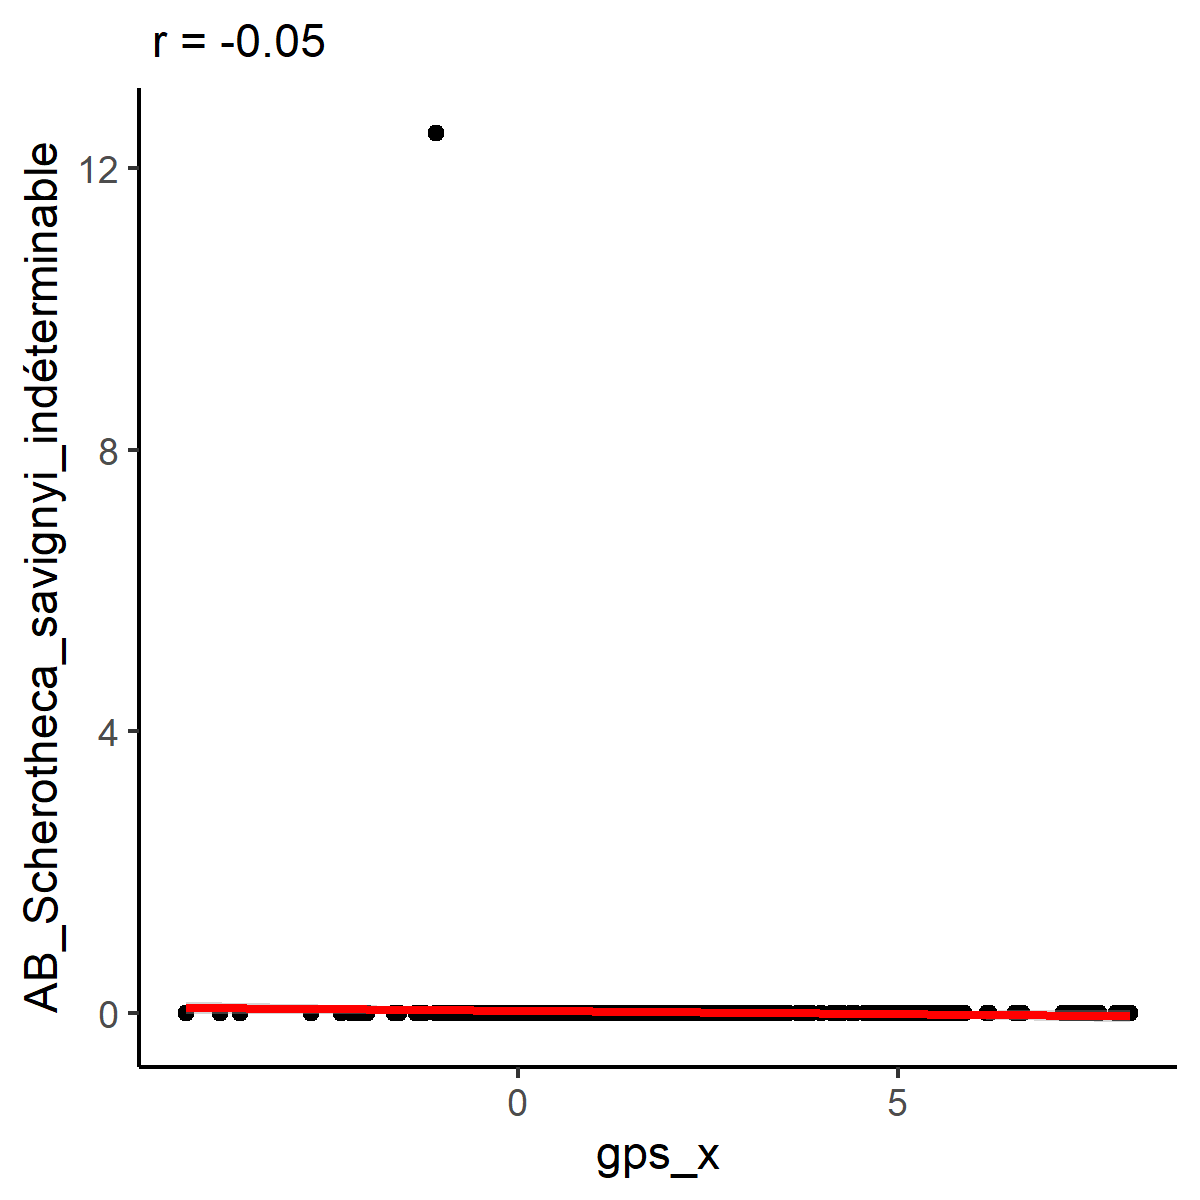 r = -0.05
AB_Scherotheca_savignyi_indéterminable
12
8
4
0
0
5
gps_x